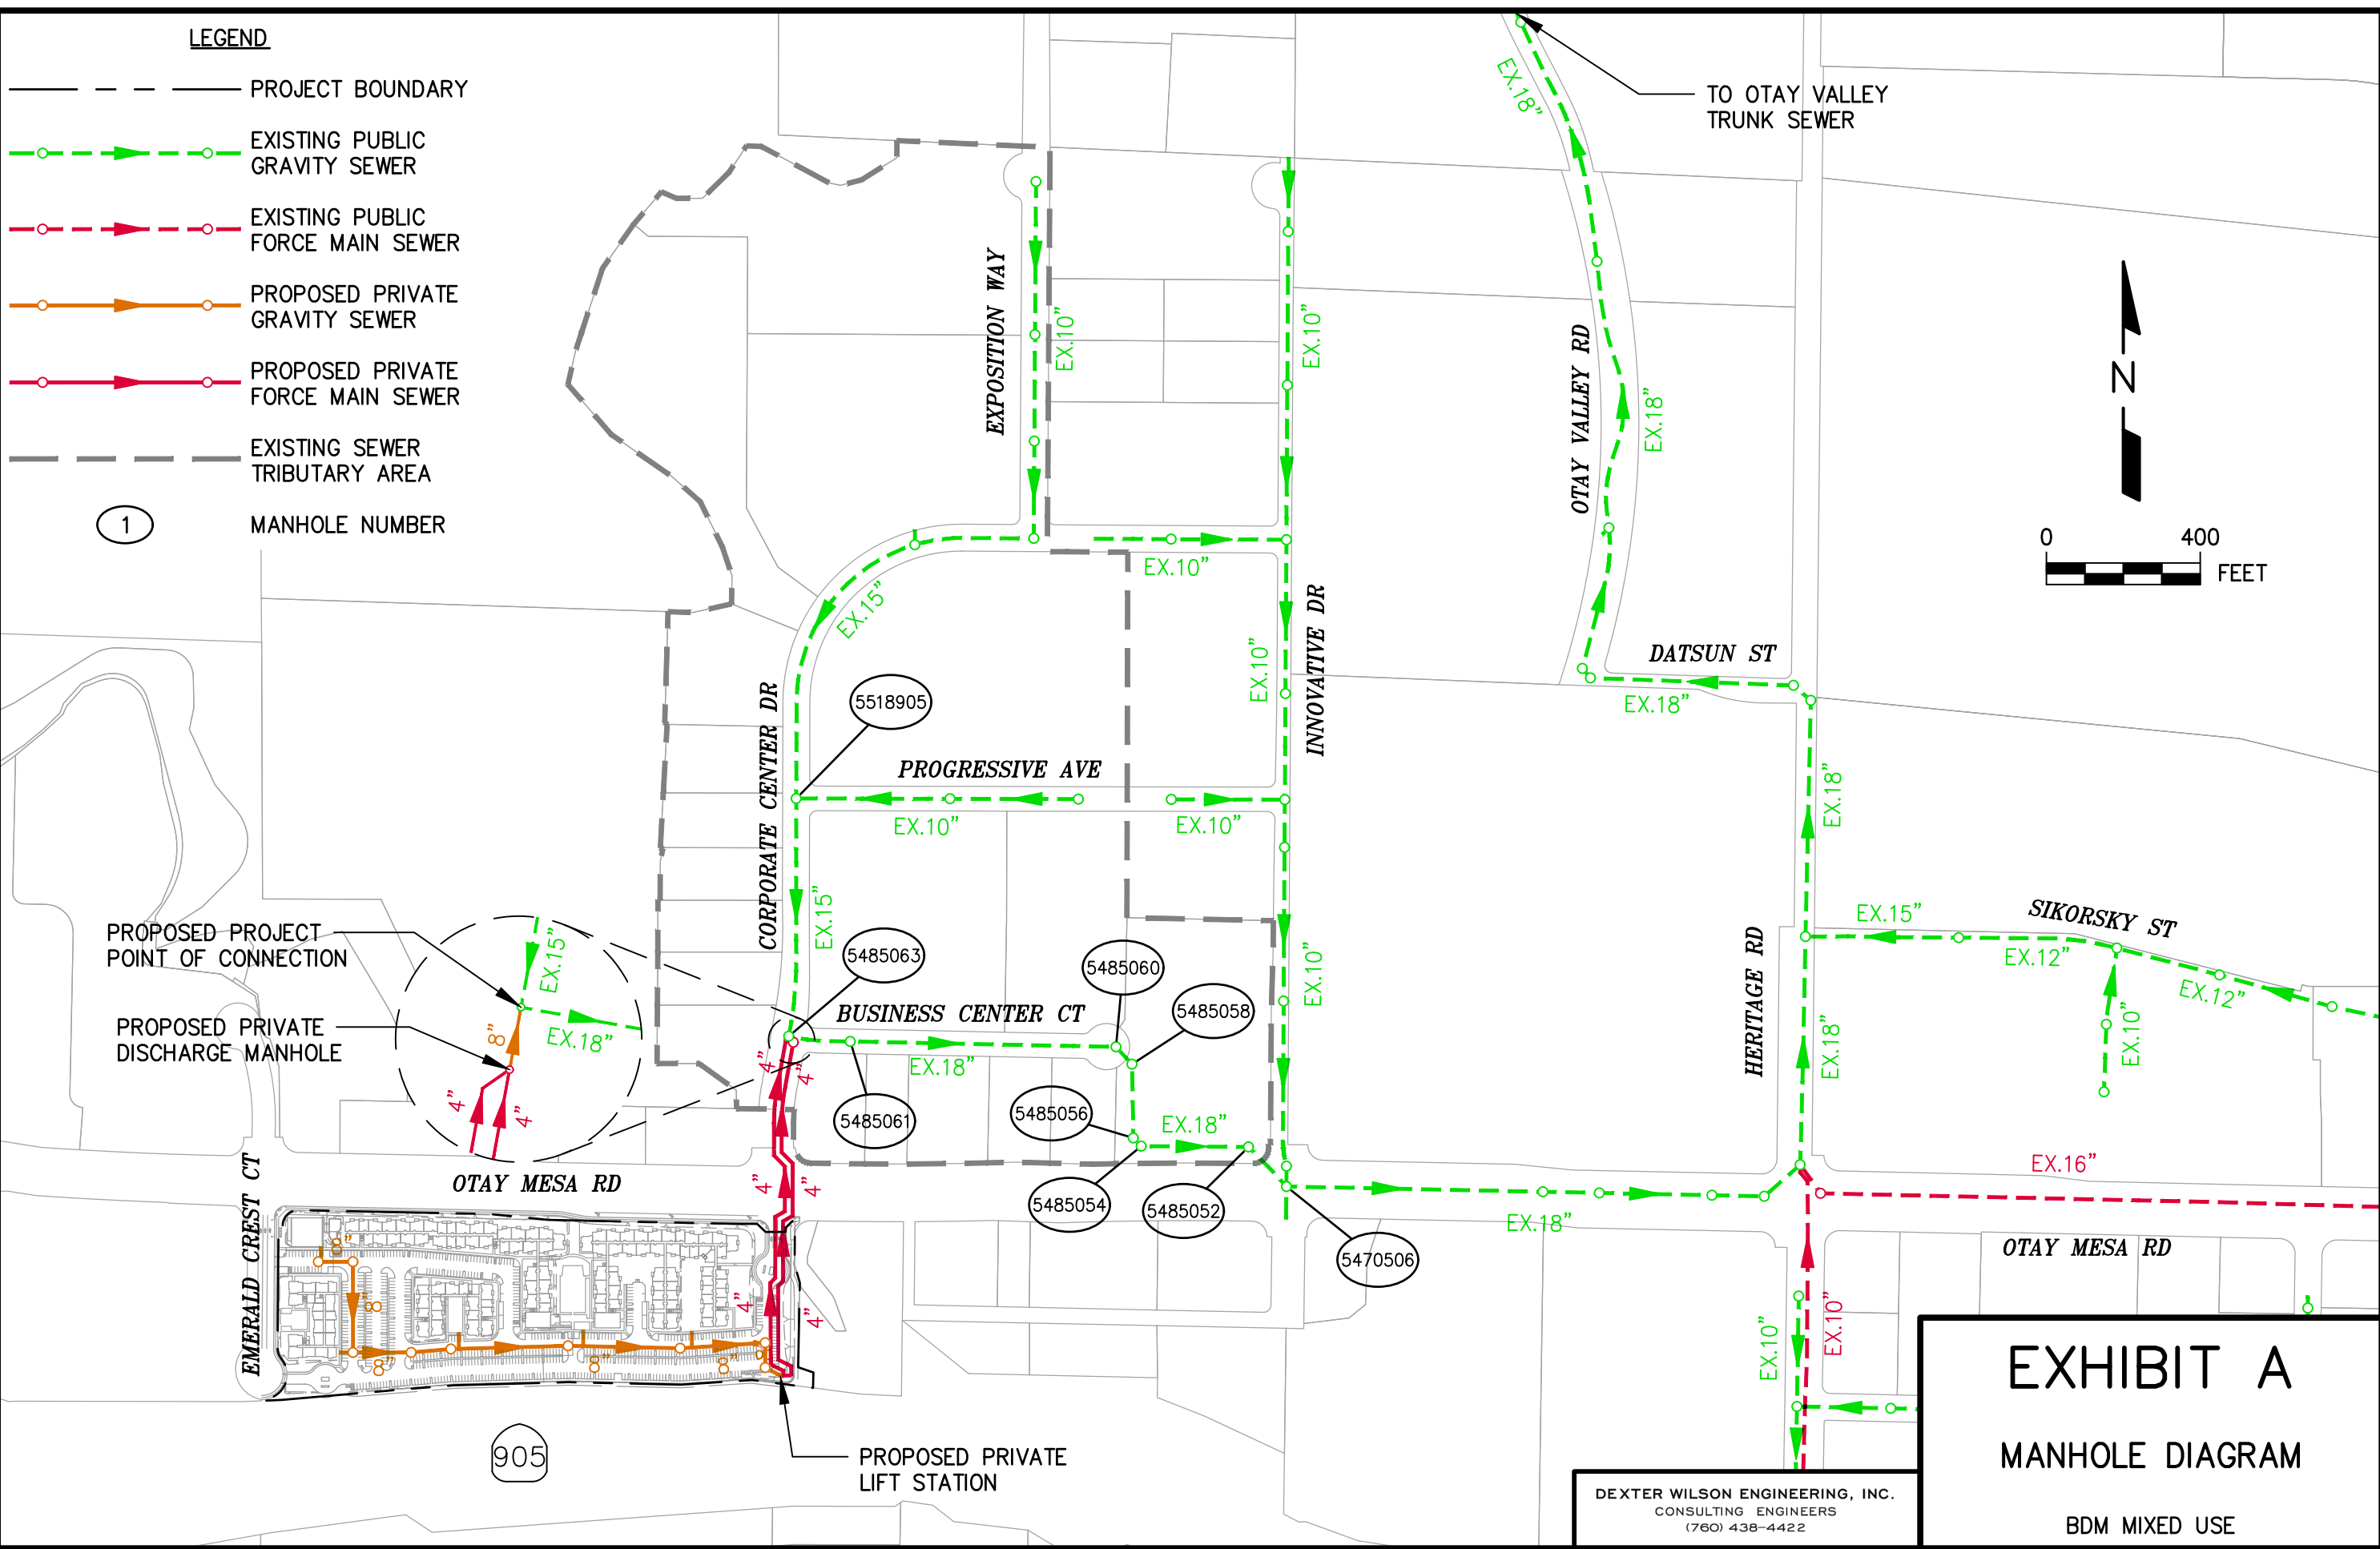 LEGEND
PROJECT BOUNDARY
EXISTING PUBLIC
GRAVITY SEWER
EXISTING PUBLIC
FORCE MAIN SEWER
PROPOSED PRIVATE
GRAVITY SEWER
PROPOSED PRIVATE
FORCE MAIN SEWER
EXISTING SEWER
TRIBUTARY AREA
1
MANHOLE NUMBER
TO OTAY VALLEY
TRUNK SEWER
EX.18"
EXPOSITION WAY
EX.10"
EX.10"
OTAY VALLEY RD
EX.18"
N
0
400
FEET
EX.15"
EX.10"
EX.10"
INNOVATIVE DR
DATSUN ST
EX.18"
5518905
CORPORATE CENTER DR
PROGRESSIVE AVE
EX.10"
EX.10"
EX.18"
EX.15"
PROPOSED PROJECT
POINT OF CONNECTION
EX.15"
5485063
5485060
5485058
EX.10"
HERITAGE RD
EX.15"
SIKORSKY ST
EX.12"
EX.12"
EX.10"
EX.18"
PROPOSED PRIVATE
DISCHARGE MANHOLE
8"
EX.18"
4"
4"
BUSINESS CENTER CT
EX.18"
4"
4"
5485061
5485056
EX.18"
5485054
5485052
5470506
EX.18"
EX.16"
OTAY MESA RD
OTAY MESA RD
4"
4"
EMERALD CREST CT
8"
8"
8"
8"
8"
4"
4"
EX.10"
EX.10"
905
PROPOSED PRIVATE
LIFT STATION
DEXTER WILSON ENGINEERING, INC.
CONSULTING ENGINEERS
(760) 438-4422
EXHIBIT A
MANHOLE DIAGRAM
BDM MIXED USE